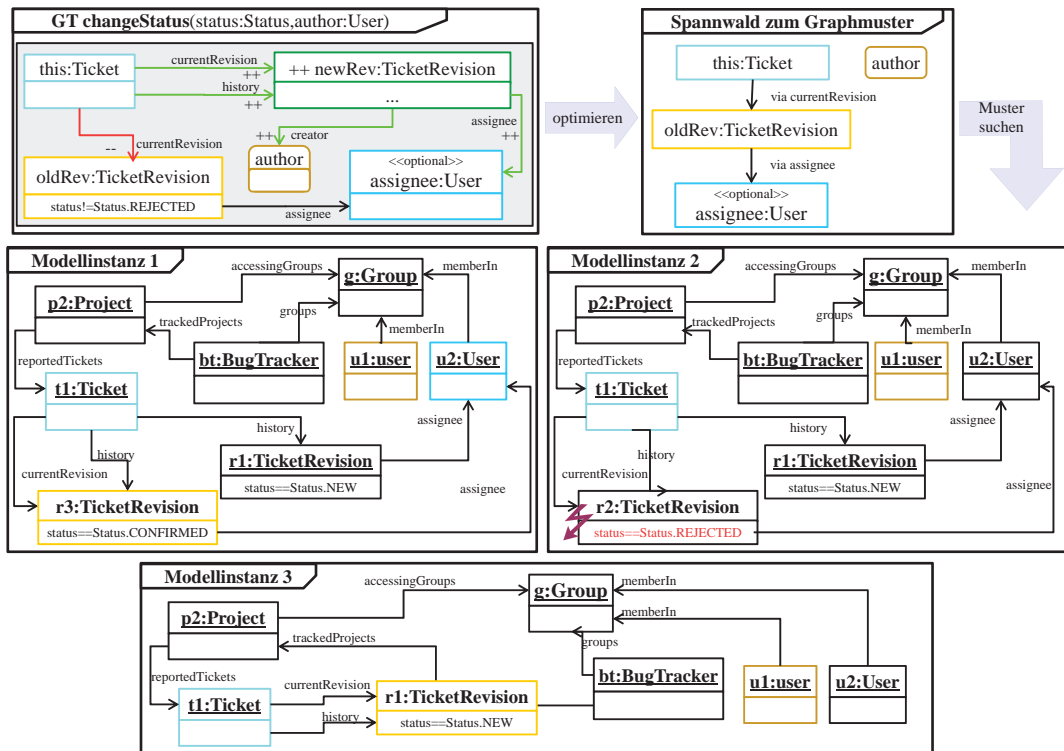 GT changeStatus(status:Status,author:User)
this:Ticket
currentRevision
++
history
++
++ newRev:TicketRevision
...
assignee
++
creator
++
author
--
currentRevision
oldRev:TicketRevision
status!=Status.REJECTED
<<optional>>
assignee:User
assignee
optimieren
Spannwald zum Graphmuster
this:Ticket
author
via currentRevision
oldRev:TicketRevision
via assignee
<<optional>>
assignee:User
Muster
suchen
Modellinstanz 1
accessingGroups
g:Group
memberIn
p2:Project
groups
trackedProjects
memberIn
reportedTickets
bt:BugTracker
u1:user
u2:User
t1:Ticket
history
assignee
history
r1:TicketRevision
status==Status.NEW
currentRevision
assignee
r3:TicketRevision
status==Status.CONFIRMED
Modellinstanz 2
accessingGroups
g:Group
memberIn
p2:Project
groups
trackedProjects
memberIn
reportedTickets
bt:BugTracker
u1:user
u2:User
t1:Ticket
history
assignee
history
r1:TicketRevision
status==Status.NEW
currentRevision
assignee
r2:TicketRevision
status==Status.REJECTED
Modellinstanz 3
accessingGroups
g:Group
memberIn
p2:Project
memberIn
trackedProjects
groups
reportedTickets
bt:BugTracker
u1:user
u2:User
t1:Ticket
currentRevision
history
r1:TicketRevision
status==Status.NEW